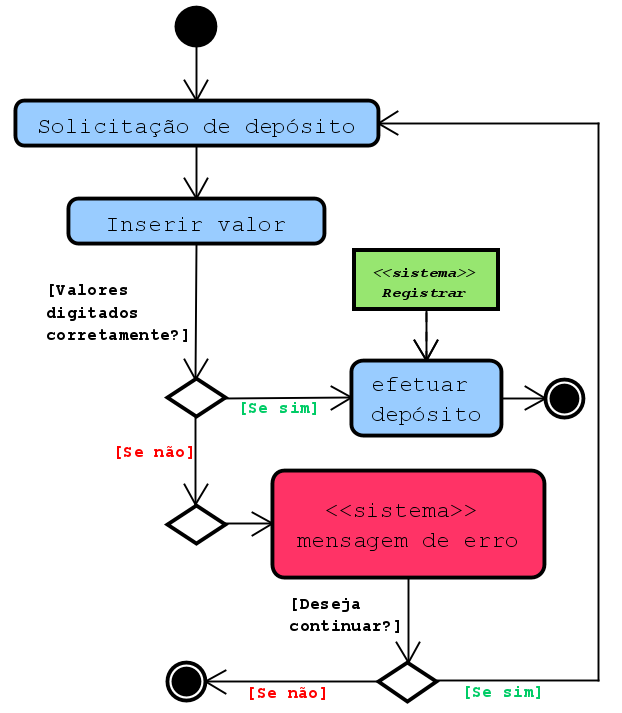 Solicitação de depósito
Inserir valor
[Valores
digitados
corretamente?]
<<sistema>>
Registrar
efetuar
depósito
[Se sim]
[Se não]
<<sistema>>
mensagem de erro
[Deseja
continuar?]
[Se não]
[Se sim]